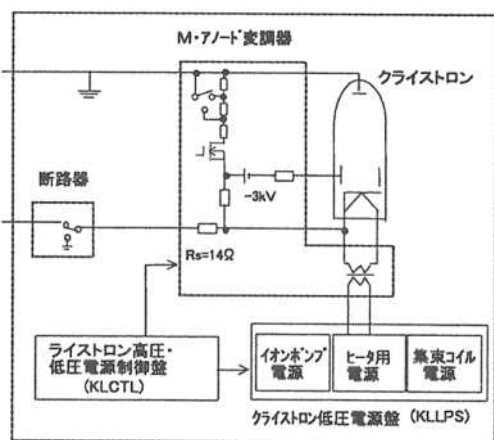 M・アノード変調器
クライストロン
断路器
-3kV
Rs=14Ω
ライストロン高圧・
低圧電源制御盤
(KLCTL)
イオンポンプ
電源
ヒータ用
電源
集束コイル
電源
クライストロン低圧電源盤 (KLLPS)